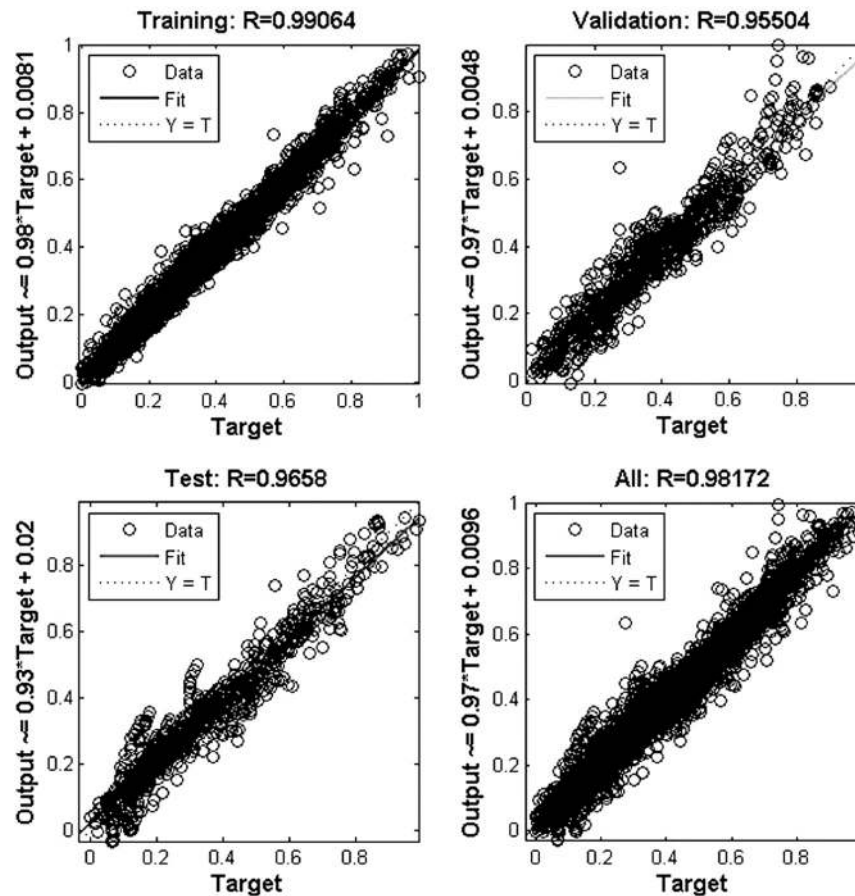 Training: R=0.99064
Output ~= 0.98*Target + 0.0081
1
0.8
0.6
0.4
0.2
0
Data
Fit
Y = T
0 0.2 0.4 0.6 0.8 1
Target
Validation: R=0.95504
Output ~= 0.97*Target + 0.0048
0.8
0.6
0.4
0.2
0
Data
Fit
Y = T
0.2 0.4 0.6 0.8
Target
Test: R=0.9658
Output ~= 0.93*Target + 0.02
0.8
0.6
0.4
0.2
0
Data
Fit
Y = T
0 0.2 0.4 0.6 0.8
Target
All: R=0.98172
Output ~= 0.97*Target + 0.0096
1
0.8
0.6
0.4
0.2
0
Data
Fit
Y = T
0 0.2 0.4 0.6 0.8
Target